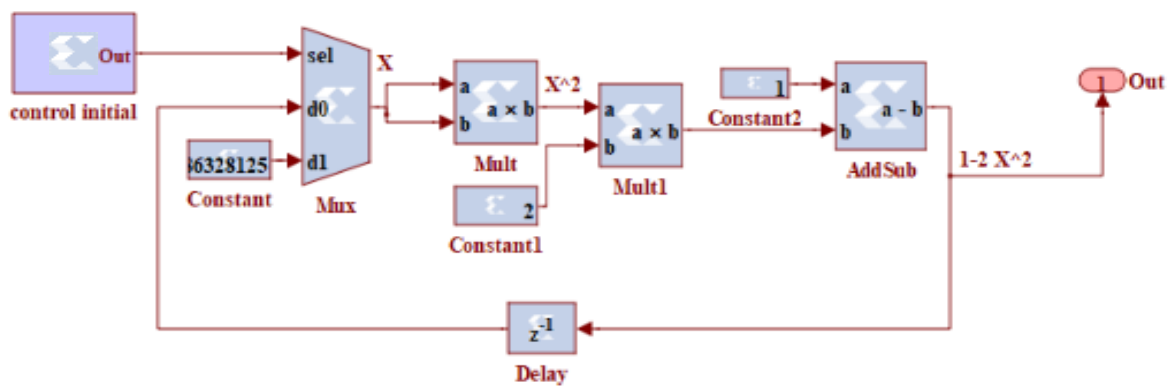 Out
control initial
sel
d0
d1
36328125
Constant
Mux
X
a
b
a × b
Mult
X^2
2
Constant1
a
b
a × b
Mult1
1
Constant2
a
b
a - b
AddSub
1-2 X^2
1
Out
z-1
Delay